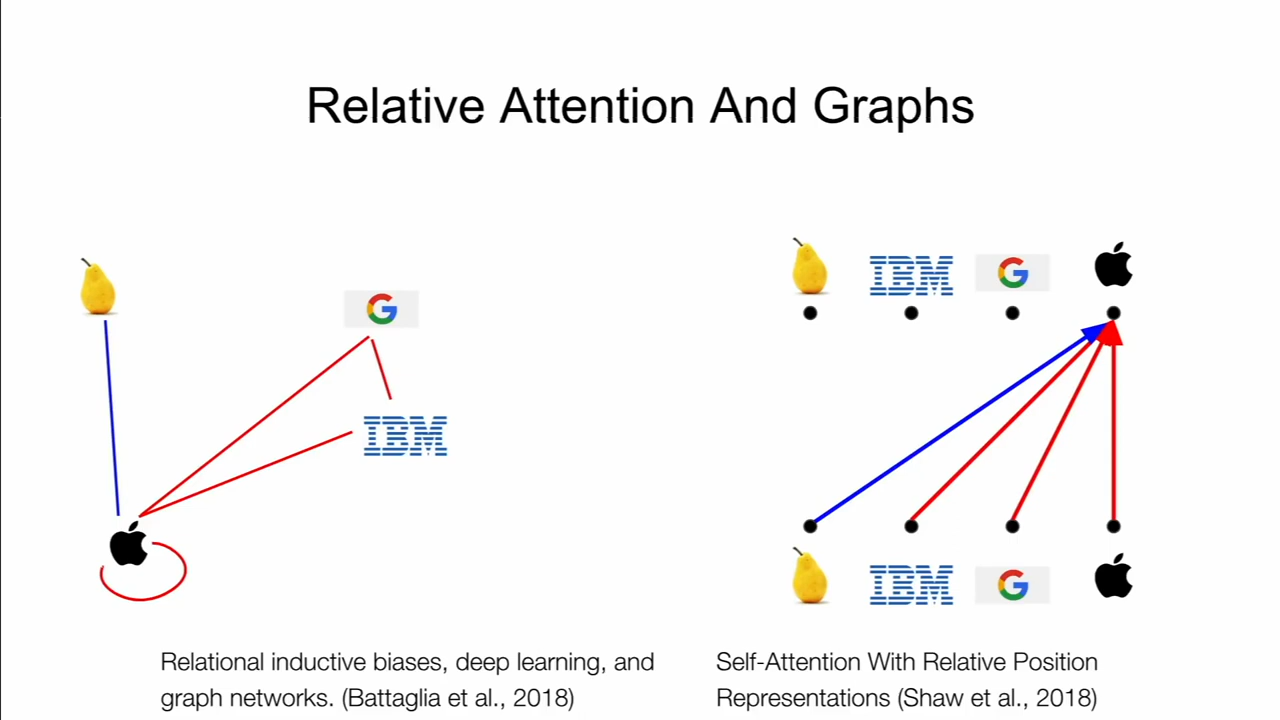 Relative Attention And Graphs
IBM
G
G
IBM
IBM
G
Relational inductive biases, deep learning, and
graph networks. (Battaglia et al., 2018)
Self-Attention With Relative Position
Representations (Shaw et al., 2018)